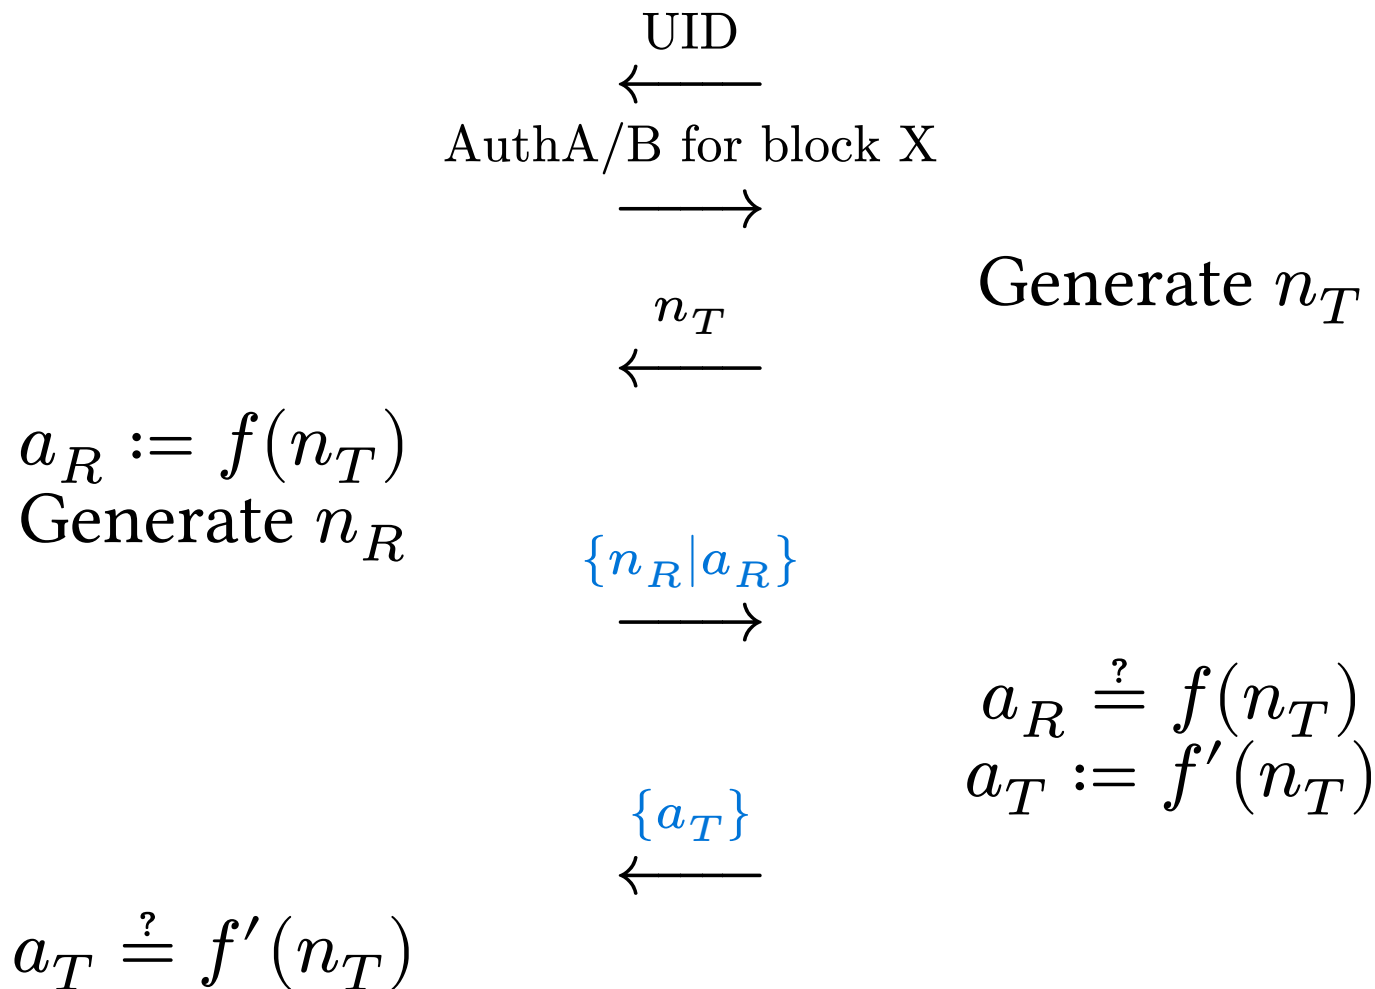 UID
←
AuthA/B for block X
→
Generate n_T
n_T
←
a_R := f(n_T)
Generate n_R
{n_R|a_R}
→
a_R ≟ f(n_T)
a_T := f′(n_T)
{a_T}
←
a_T ≟ f′(n_T)